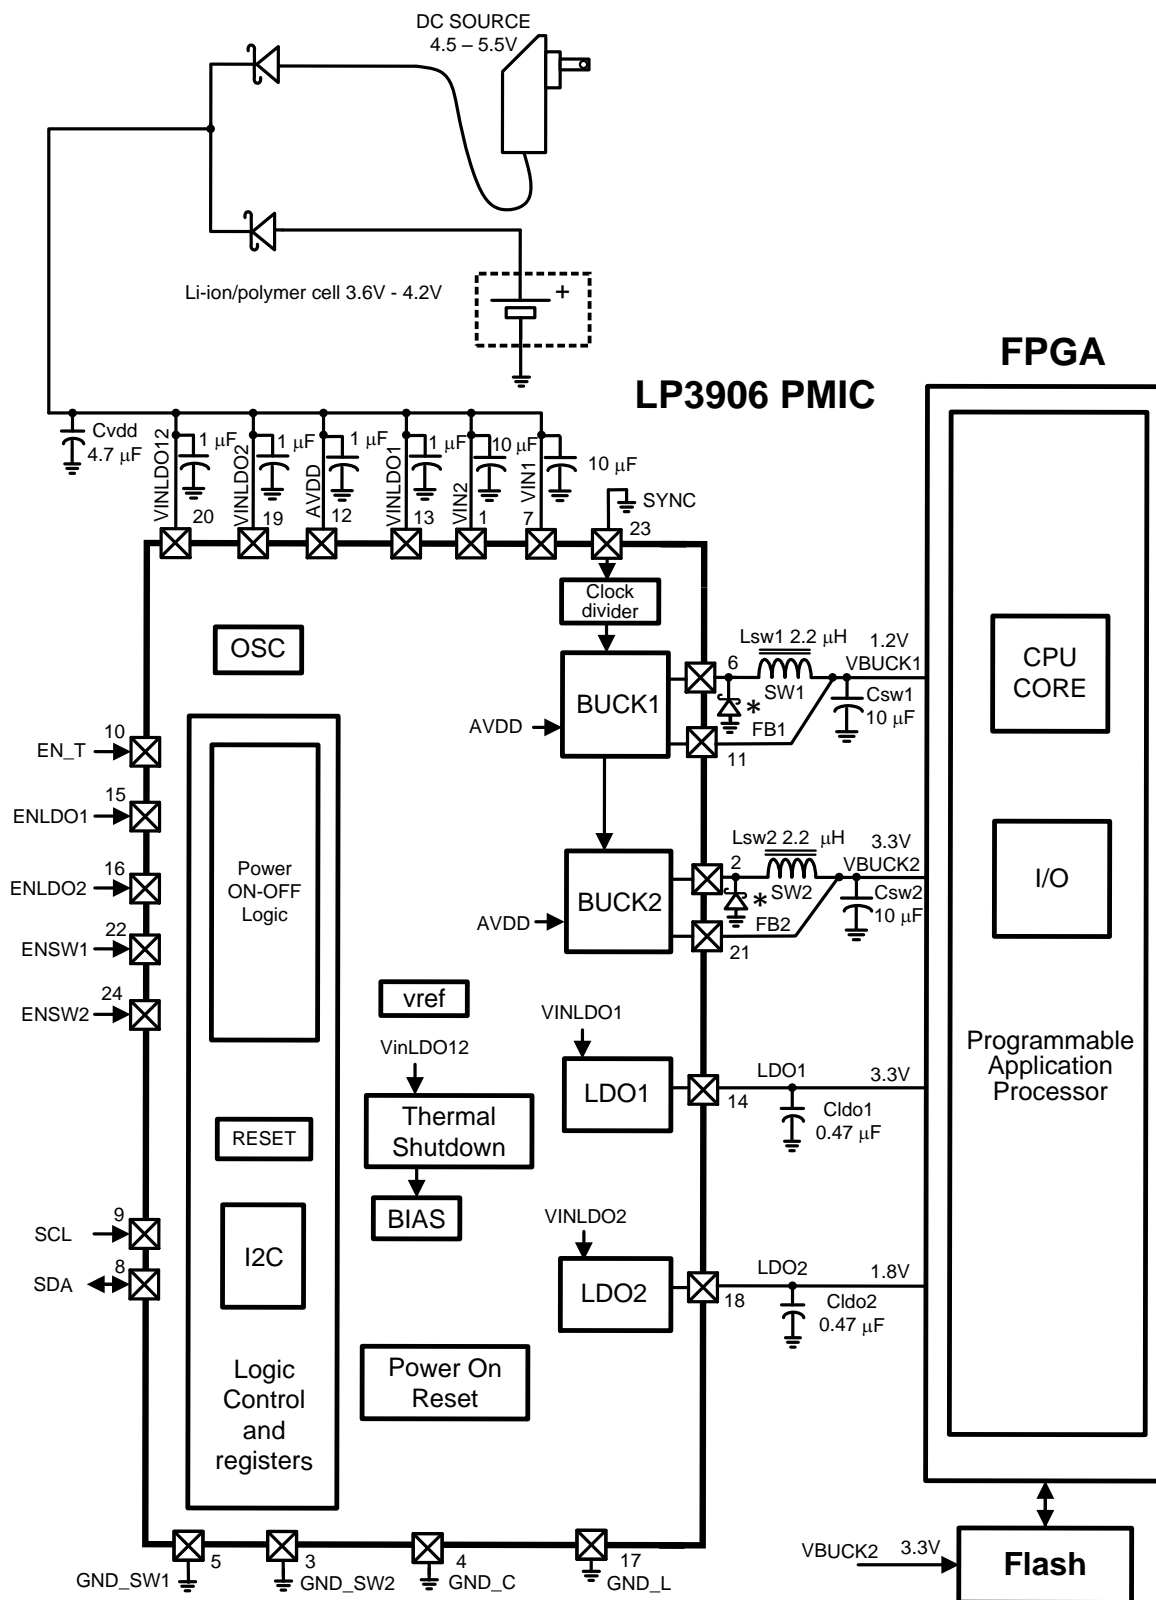 DC SOURCE
4.5 – 5.5V
Li-ion/polymer cell 3.6V - 4.2V
+
FPGA
LP3906 PMIC
Cvdd
4.7 µF
1 µF
1 µF
1 µF
1 µF
10 µF
10 µF
VINLDO12
VINLDO2
AVDD
VINLDO1
VIN2
VIN1
SYNC
20
19
12
13
1
7
23
Clock
divider
OSC
BUCK1
AVDD
6
Lsw1 2.2 µH
SW1
*
FB1
11
1.2V
VBUCK1
Csw1
10 µF
CPU
CORE
10
EN_T
15
ENLDO1
16
ENLDO2
22
ENSW1
24
ENSW2
Power
ON-OFF
Logic
BUCK2
AVDD
2
Lsw2 2.2 µH
SW2
*
FB2
21
3.3V
VBUCK2
Csw2
10 µF
I/O
vref
VinLDO12
Thermal
Shutdown
BIAS
VINLDO1
LDO1
14
LDO1
3.3V
Cldo1
0.47 µF
Programmable
Application
Processor
RESET
9
SCL
8
SDA
I2C
VINLDO2
LDO2
18
LDO2
1.8V
Cldo2
0.47 µF
Power On
Reset
Logic
Control
and
registers
5
GND_SW1
3
GND_SW2
4
GND_C
17
GND_L
VBUCK2
3.3V
Flash